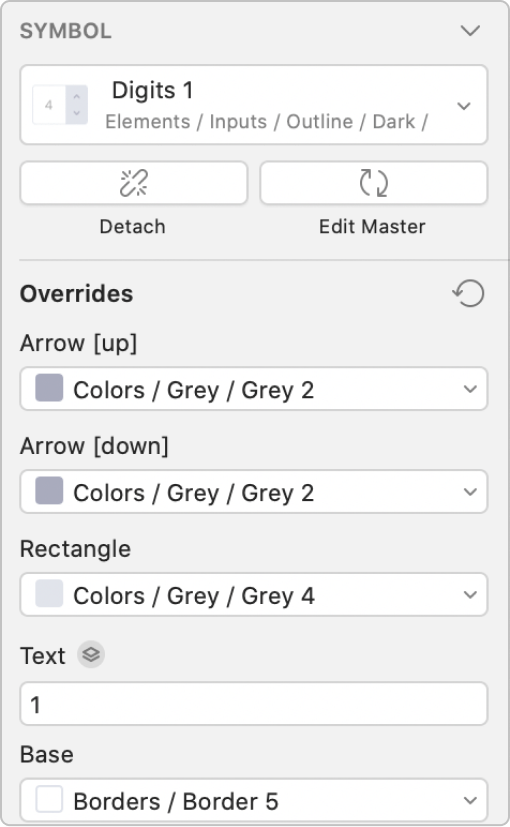 SYMBOL
4
Digits 1
Elements / Inputs / Outline / Dark /
Detach
Edit Master
Overrides
Arrow [up]
Colors / Grey / Grey 2
Arrow [down]
Colors / Grey / Grey 2
Rectangle
Colors / Grey / Grey 4
Text
1
Base
Borders / Border 5